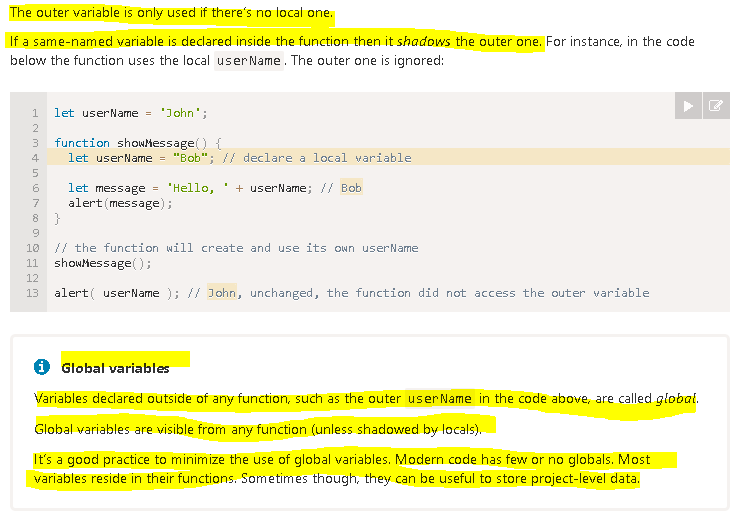 The outer variable is only used if there's no local one.
If a same-named variable is declared inside the function then it shadows the outer one. For instance, in the code
below the function uses the local userName. The outer one is ignored:
1 let userName = 'John';
2
3 function showMessage() {
4 let userName = "Bob"; // declare a local variable
5
6 let message = 'Hello, ' + userName; // Bob
7 alert(message);
8 }
9
10 // the function will create and use its own userName
11 showMessage();
12
13 alert( userName ); // John, unchanged, the function did not access the outer variable
Global variables
Variables declared outside of any function, such as the outer userName in the code above, are called global.
Global variables are visible from any function (unless shadowed by locals).
It's a good practice to minimize the use of global variables. Modern code has few or no globals. Most
variables reside in their functions. Sometimes though, they can be useful to store project-level data.